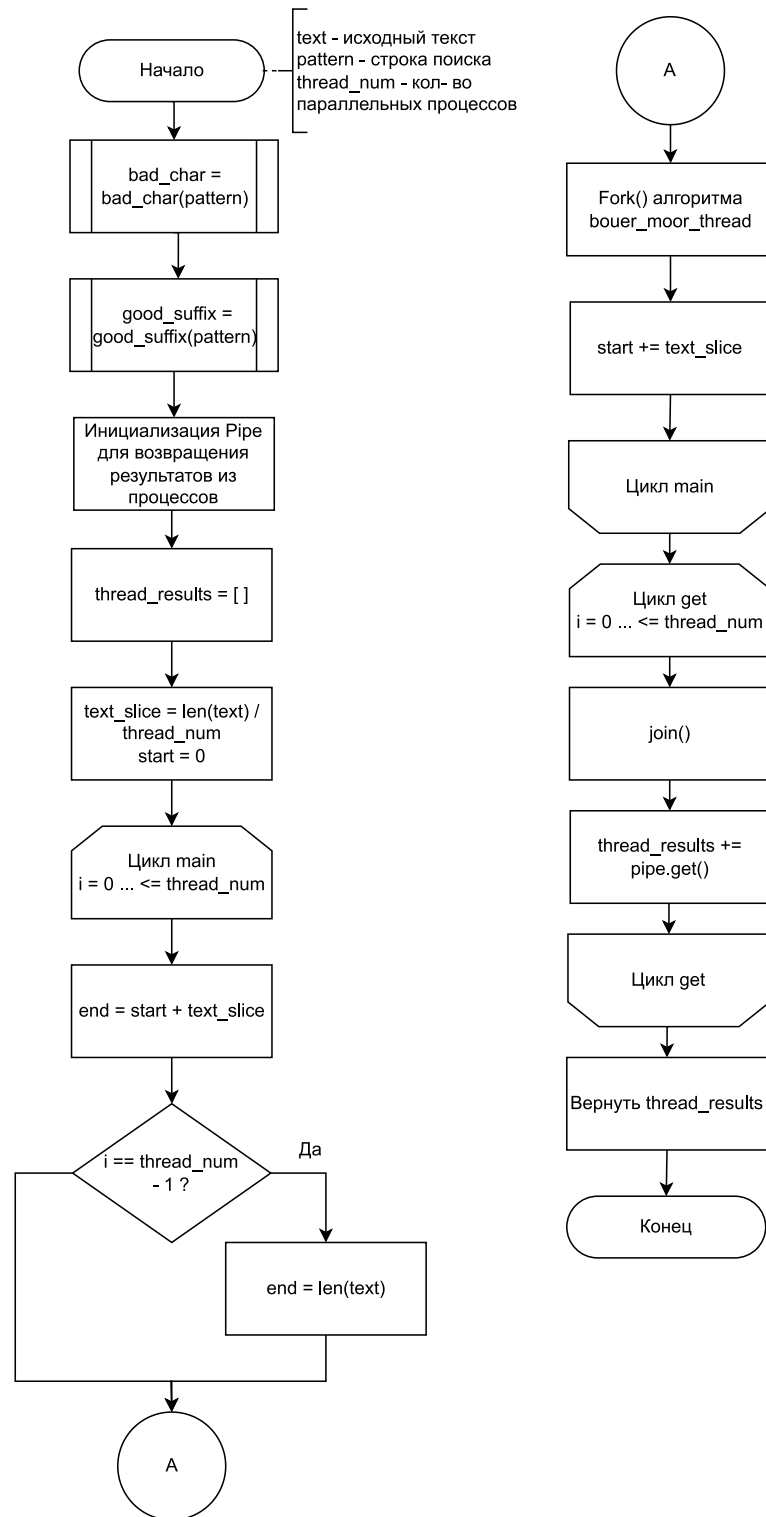 Начало
text - исходный текст
pattern - строка поиска
thread_num - кол- во
параллельных процессов
bad_char =
bad_char(pattern)
good_suffix =
good_suffix(pattern)
Инициализация Pipe
для возвращения
результатов из
процессов
thread_results = [ ]
text_slice = len(text) /
thread_num
start = 0
Цикл main
i = 0 ... <= thread_num
end = start + text_slice
i == thread_num
- 1 ?
Да
end = len(text)
A
A
Fork() алгоритма
bouer_moor_thread
start += text_slice
Цикл main
Цикл get
i = 0 ... <= thread_num
join()
thread_results +=
pipe.get()
Цикл get
Вернуть thread_results
Конец